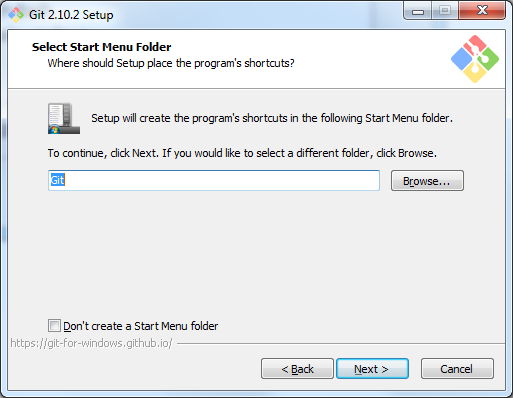 Git 2.10.2 Setup
Select Start Menu Folder
Where should Setup place the program's shortcuts?
Setup will create the program's shortcuts in the following Start Menu folder.
To continue, click Next. If you would like to select a different folder, click Browse.
Git
Browse...
Don't create a Start Menu folder
https://git-for-windows.github.io/
< Back
Next >
Cancel